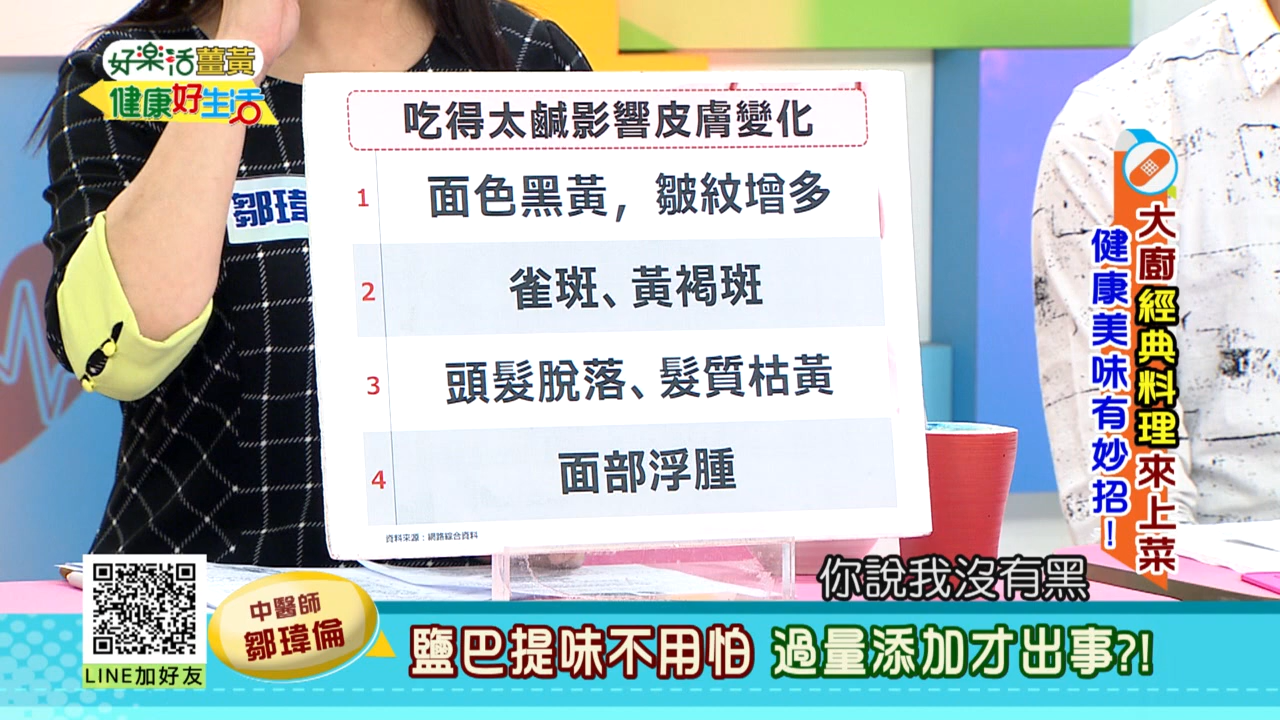 好樂活薑黃
健康好生活
鄒瑋
吃得太鹹影響皮膚變化
1 面色黑黃，皺紋增多
2 雀斑、黃褐斑
3 頭髮脫落、髮質枯黃
4 面部浮腫
資料來源：網路綜合資料
大廚經典料理來上菜
健康美味有妙招！
你說我沒有黑
LINE加好友
中醫師
鄒瑋倫
鹽巴提味不用怕 過量添加才出事?!